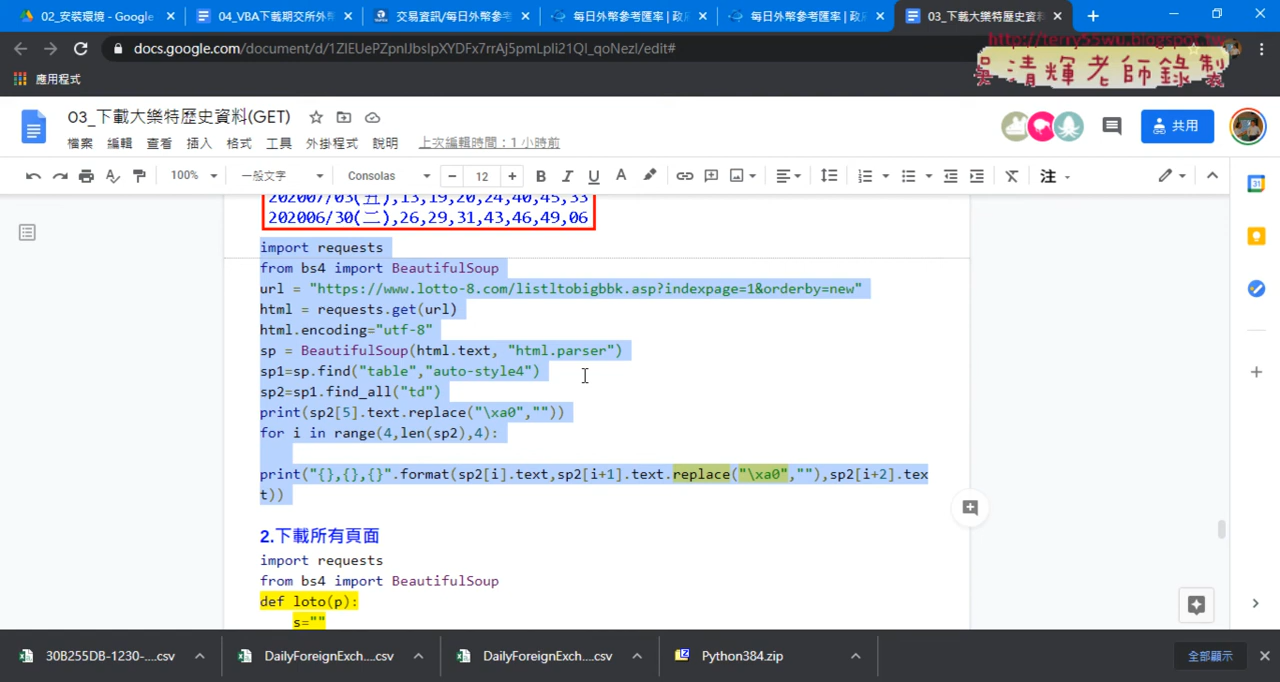 02_安裝環境 - Google
04_VBA下載期交所外幣
交易資訊/每日外幣參考
每日外幣參考匯率 | 政府
每日外幣參考匯率 | 政府
03_下載大樂特歷史資料
docs.google.com/document/d/1ZlEUePZpnlJbslpXYDFx7rrAj5pmLpli21Ql_qoNezI/edit#
http://terry55wu.blogspot.tw
吳清輝老師錄製
應用程式
03_下載大樂特歷史資料(GET)
檔案 編輯 查看 插入 格式 工具 外掛程式 說明 上次編輯時間：1 小時前
共用
100% 一般文字 Consolas 12 注
202007/03(五),13,19,20,24,40,45,33
202006/30(二),26,29,31,43,46,49,06
import requests
from bs4 import BeautifulSoup
url = "https://www.lotto-8.com/listltobigbbk.asp?indexpage=1&orderby=new"
html = requests.get(url)
html.encoding="utf-8"
sp = BeautifulSoup(html.text, "html.parser")
sp1=sp.find("table","auto-style4")
sp2=sp1.find_all("td")
print(sp2[5].text.replace("\xa0",""))
for i in range(4,len(sp2),4):
print("{},{},{}".format(sp2[i].text,sp2[i+1].text.replace("\xa0",""),sp2[i+2].tex
t))
2.下載所有頁面
import requests
from bs4 import BeautifulSoup
def loto(p):
s=""
30B255DB-1230-....csv
DailyForeignExch....csv
DailyForeignExch....csv
Python384.zip
全部顯示